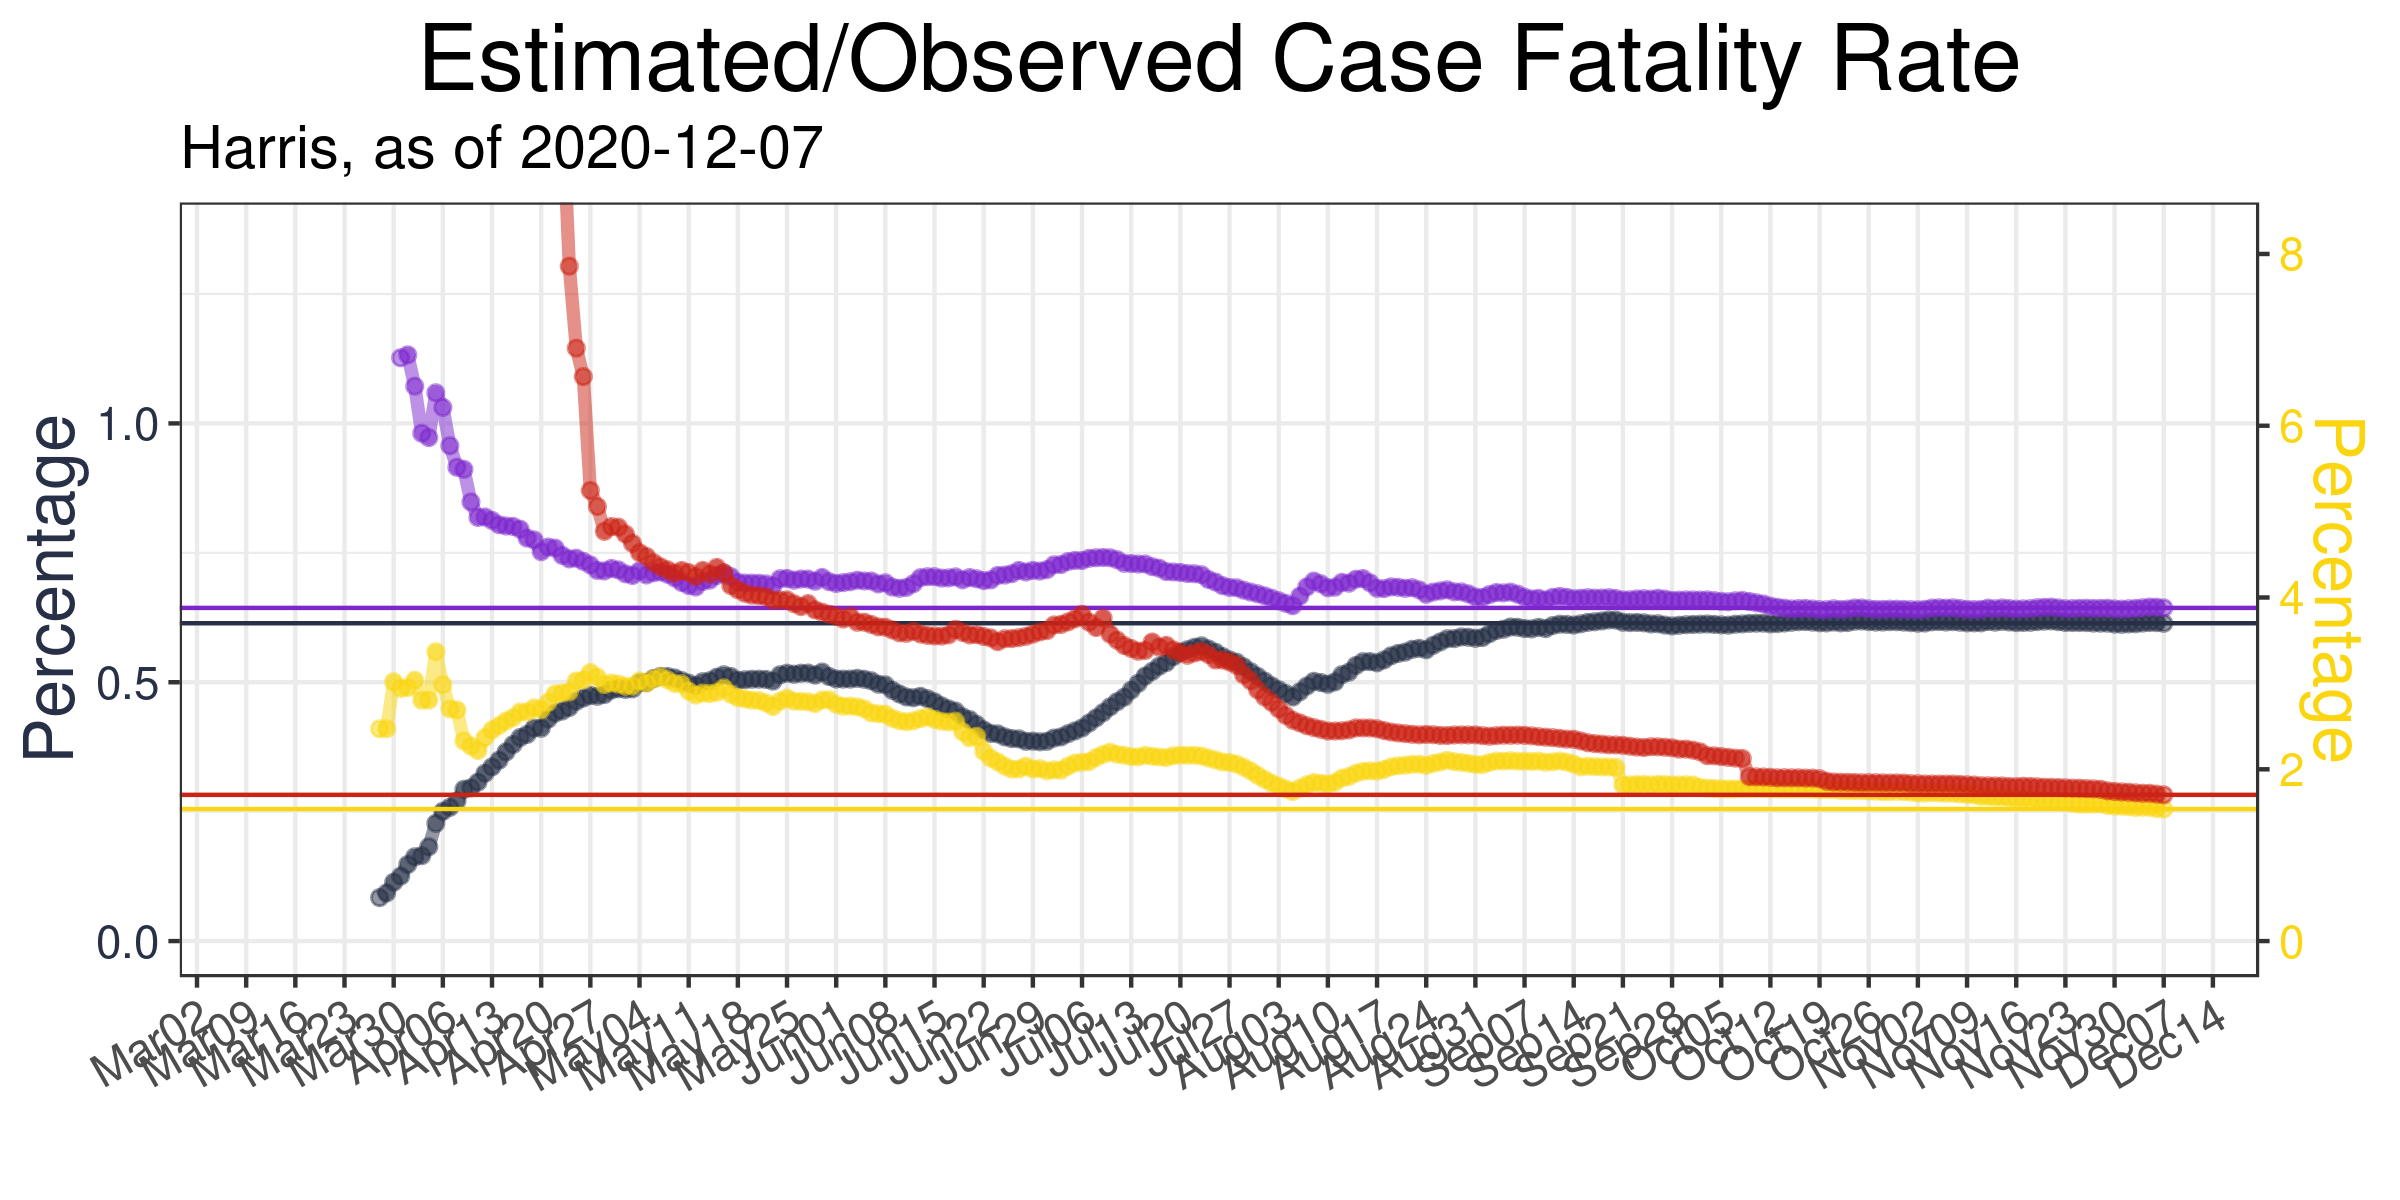 Estimated/Observed Case Fatality Rate
Harris, as of 2020-12-07
Percentage
1.0
0.5
0.0
8
6
4
2
0
Percentage
Mar02
Mar09
Mar16
Mar23
Mar30
Apr06
Apr13
Apr20
Apr27
May04
May11
May18
May25
Jun01
Jun08
Jun15
Jun22
Jun29
Jul06
Jul13
Jul20
Jul27
Aug03
Aug10
Aug17
Aug24
Aug31
Sep07
Sep14
Sep21
Sep28
Oct05
Oct12
Oct19
Oct26
Nov02
Nov09
Nov16
Nov23
Nov30
Dec07
Dec14